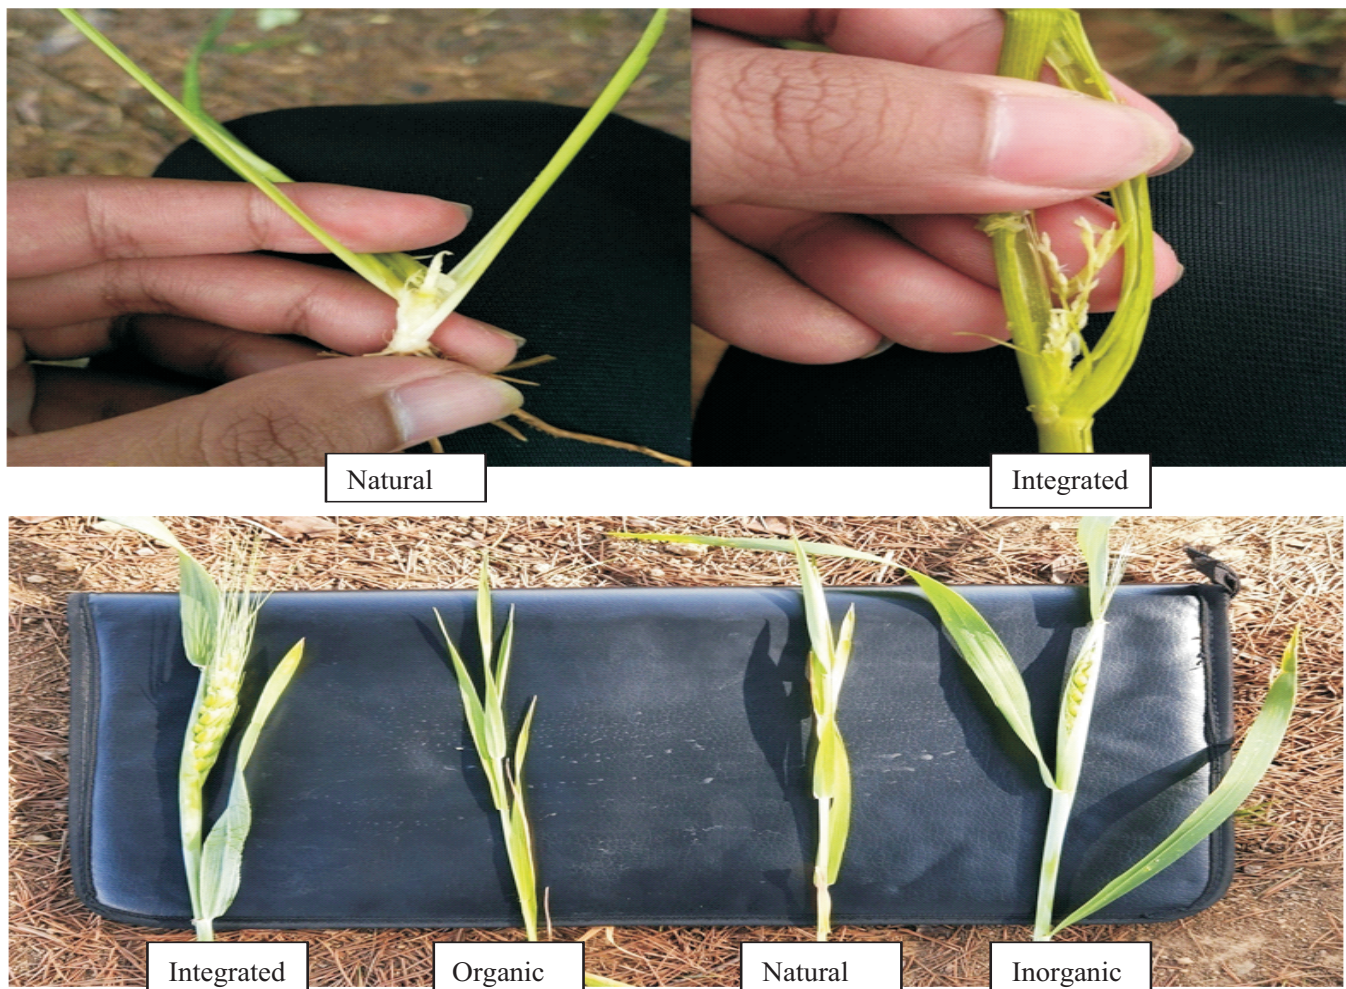 Natural
Integrated
Integrated
Organic
Natural
Inorganic